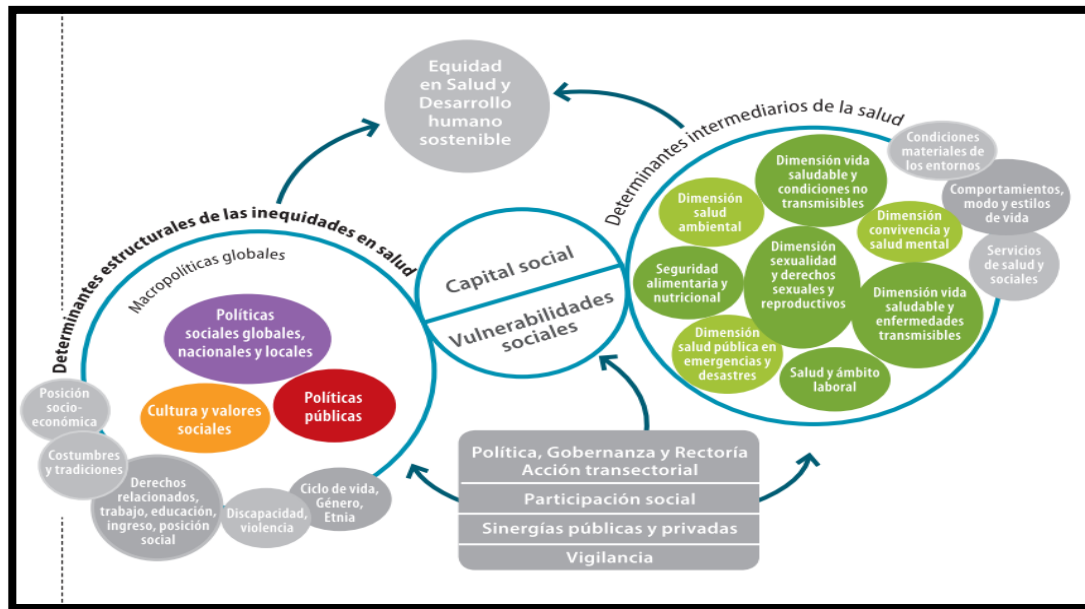 Equidad
en Salud y
Desarrollo
humano
sostenible
Determinantes estructurales de las inequidades en salud
Macropolíticas globales
Políticas
sociales globales,
nacionales y locales
Cultura y valores
sociales
Políticas
públicas
Posición
socio-
económica
Costumbres
y tradiciones
Derechos
relacionados,
trabajo, educación,
ingreso, posición
social
Discapacidad,
violencia
Ciclo de vida,
Género,
Etnia
Capital social
Vulnerabilidades
sociales
Determinantes intermediarios de la salud
Dimensión vida
saludable y
condiciones no
transmisibles
Dimensión
salud
ambiental
Dimensión
convivencia y
salud mental
Dimensión
sexualidad
y derechos
sexuales y
reproductivos
Seguridad
alimentaria y
nutricional
Dimensión vida
saludable y
enfermedades
transmisibles
Dimensión
salud pública en
emergencias y
desastres
Salud y ámbito
laboral
Condiciones
materiales de
los entornos
Comportamientos,
modo y estilos
de vida
Servicios
de salud y
sociales
Política, Gobernanza y Rectoría
Acción transectorial
Participación social
Sinergías públicas y privadas
Vigilancia